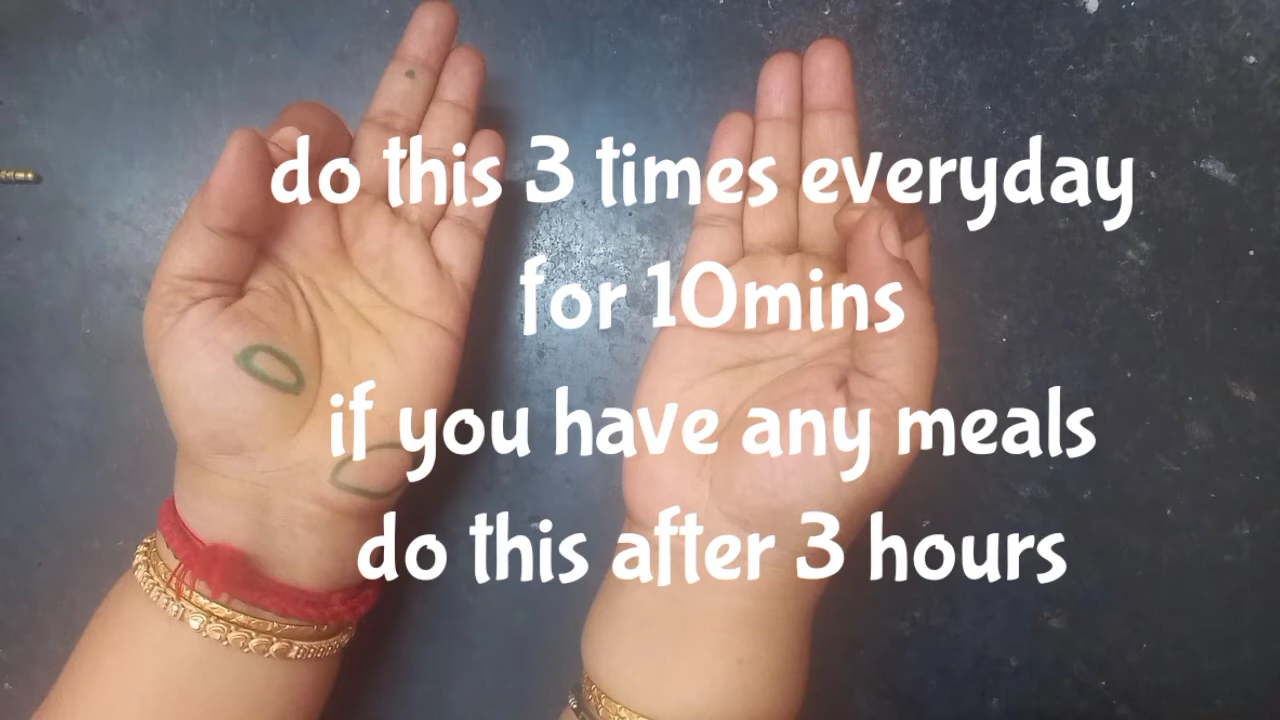 do this 3 times everyday
for 10mins
if you have any meals
do this after 3 hours